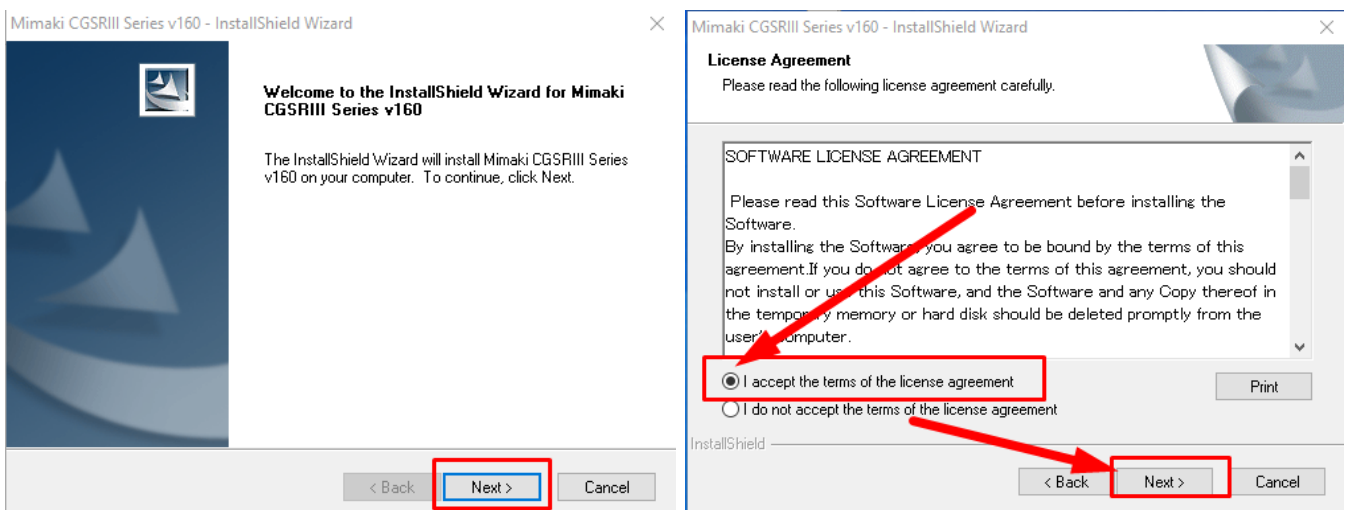 Mimaki CGSRIII Series v160 - InstallShield Wizard
Welcome to the InstallShield Wizard for Mimaki
CGSRIII Series v160
The InstallShield Wizard will install Mimaki CGSRIII Series
v160 on your computer. To continue, click Next.
< Back
Next >
Cancel
Mimaki CGSRIII Series v160 - InstallShield Wizard
License Agreement
Please read the following license agreement carefully.
SOFTWARE LICENSE AGREEMENT
Please read this Software License Agreement before installing the
Software.
By installing the Software, you agree to be bound by the terms of this
agreement.If you do not agree to the terms of this agreement, you should
not install or use this Software, and the Software and any Copy thereof in
the temporary memory or hard disk should be deleted promptly from the
user's computer.
I accept the terms of the license agreement
Print
I do not accept the terms of the license agreement
InstallShield
< Back
Next >
Cancel